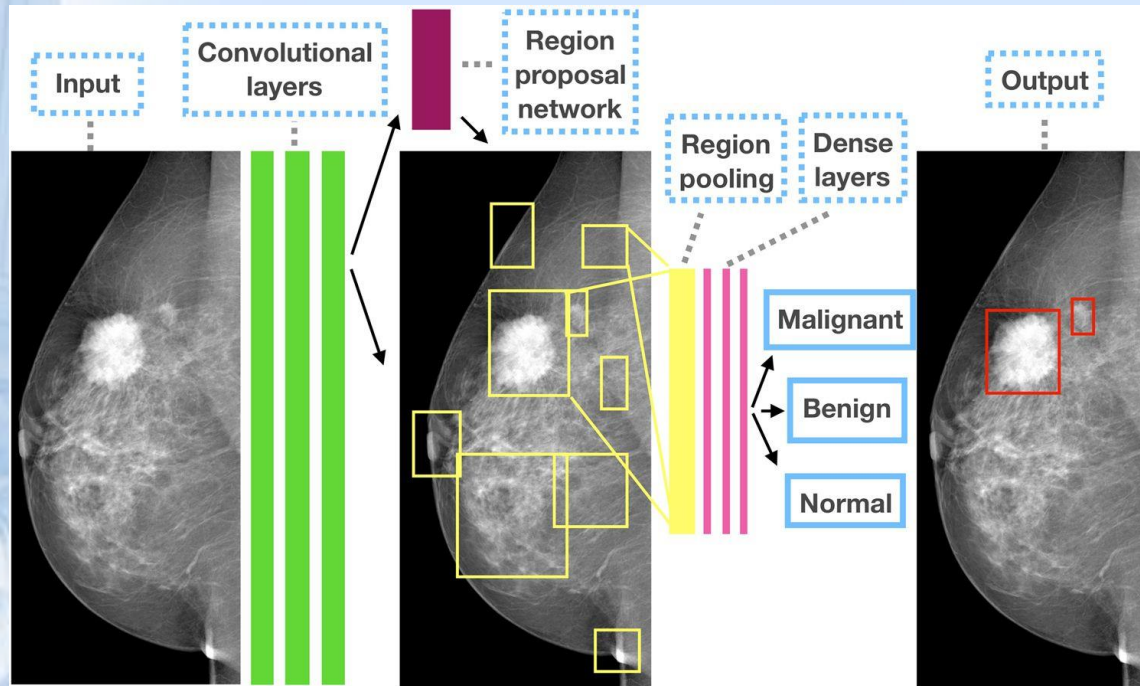 Input
Convolutional
layers
Region
proposal
network
Region
pooling
Dense
layers
Malignant
Benign
Normal
Output